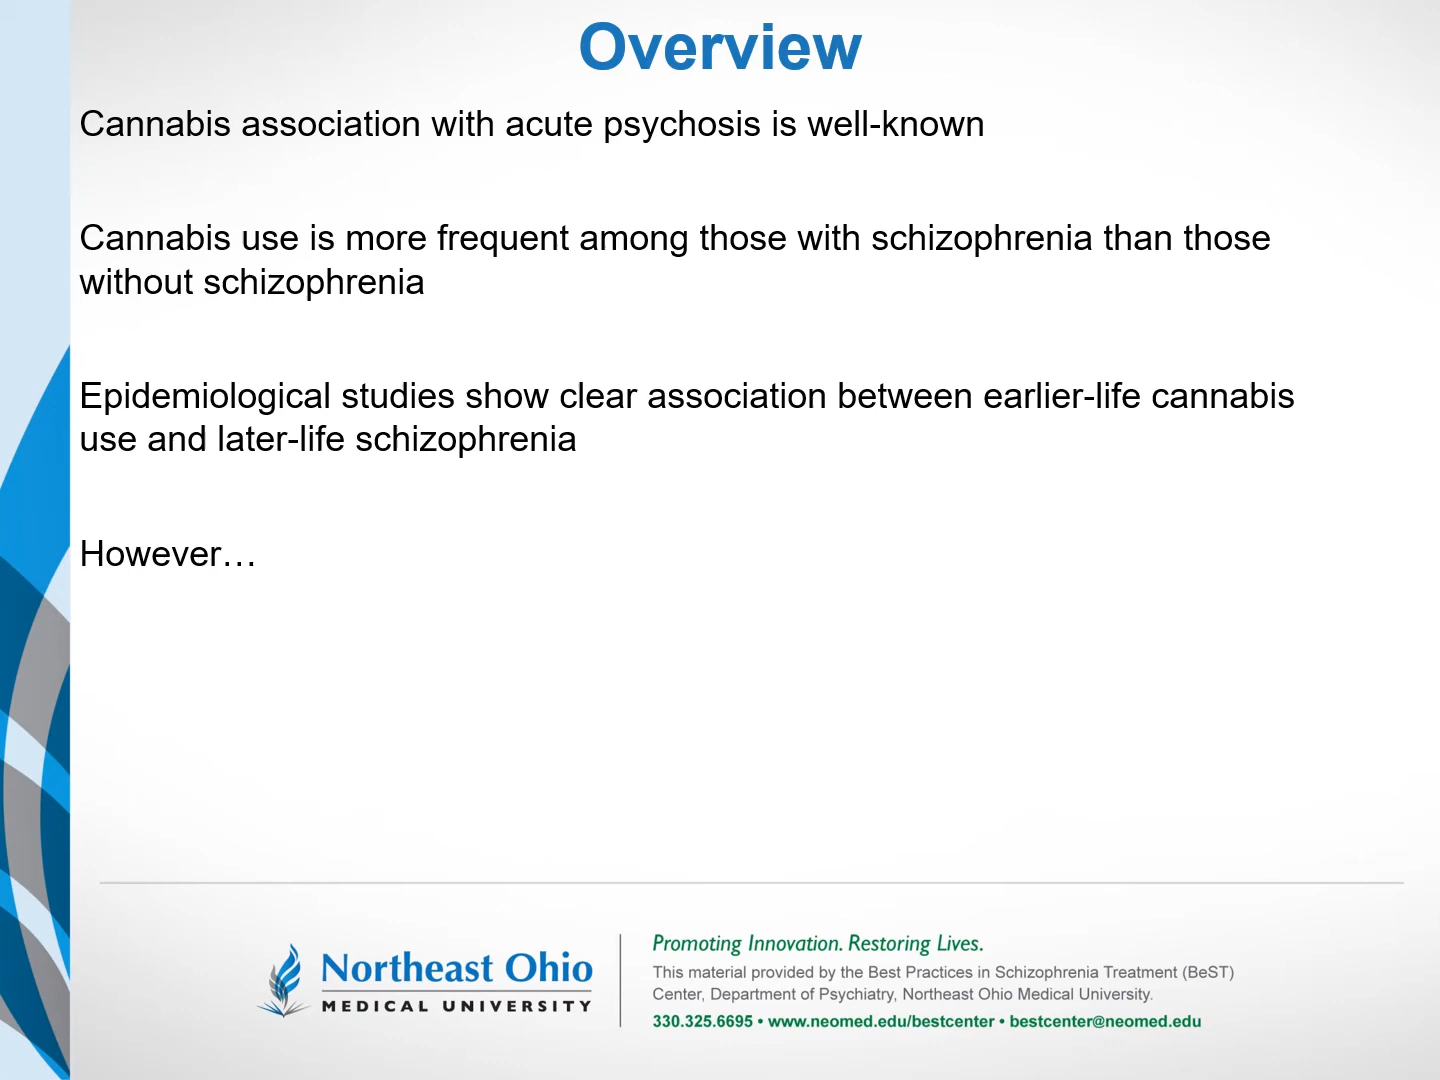 Overview
Cannabis association with acute psychosis is well-known
Cannabis use is more frequent among those with schizophrenia than those
without schizophrenia
Epidemiological studies show clear association between earlier-life cannabis
use and later-life schizophrenia
However…
Northeast Ohio
MEDICAL UNIVERSITY
Promoting Innovation. Restoring Lives.
This material provided by the Best Practices in Schizophrenia Treatment (BeST)
Center, Department of Psychiatry, Northeast Ohio Medical University.
330.325.6695 • www.neomed.edu/bestcenter • bestcenter@neomed.edu